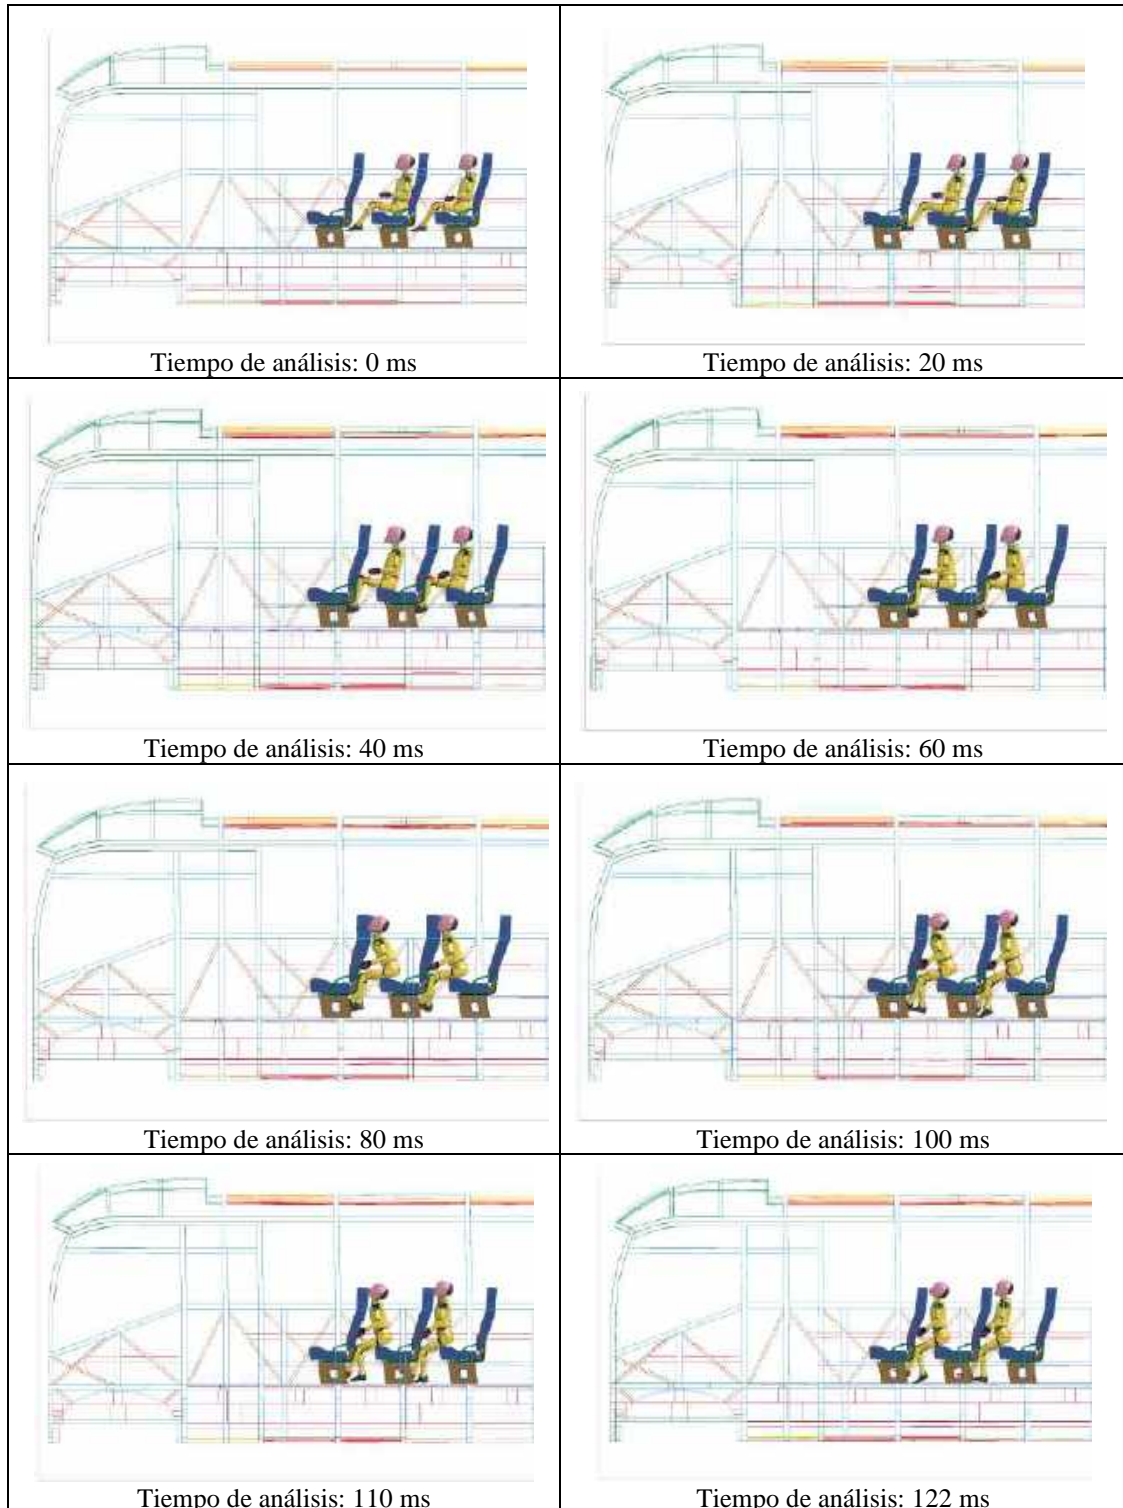 Tiempo de análisis: 0 ms
Tiempo de análisis: 20 ms
Tiempo de análisis: 40 ms
Tiempo de análisis: 60 ms
Tiempo de análisis: 80 ms
Tiempo de análisis: 100 ms
Tiempo de análisis: 110 ms
Tiempo de análisis: 122 ms